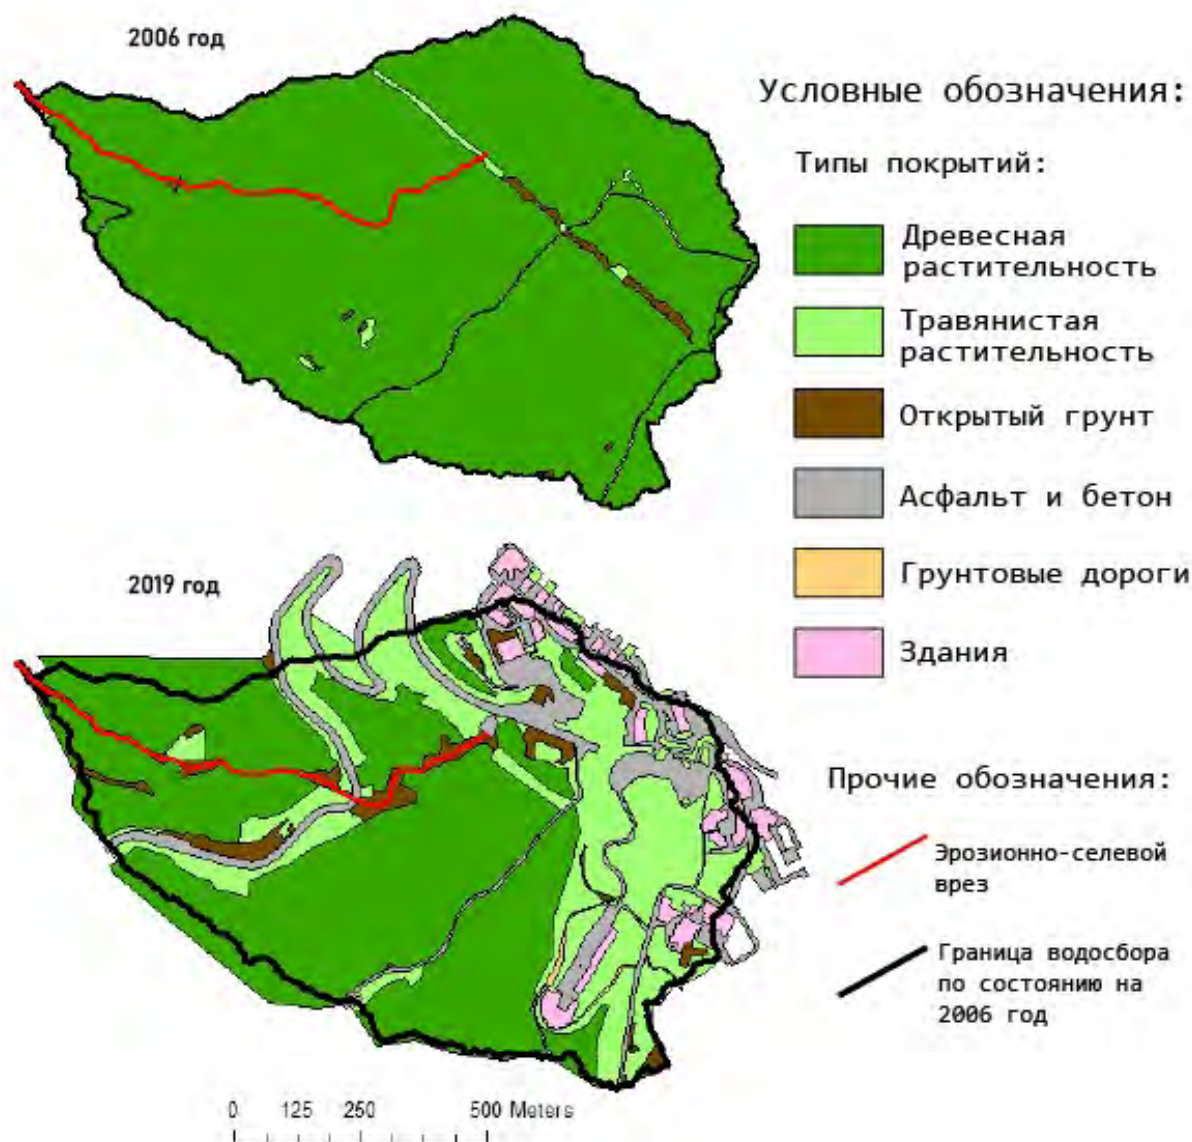 2006 год
Условные обозначения:
Типы покрытий:
Древесная
растительность
Травянистая
растительность
Открытый грунт
Асфальт и бетон
Грунтовые дороги
Здания
2019 год
Прочие обозначения:
Эрозионно-селевой
врез
Граница водосбора
по состоянию на
2006 год
0 125 250 500 Meters